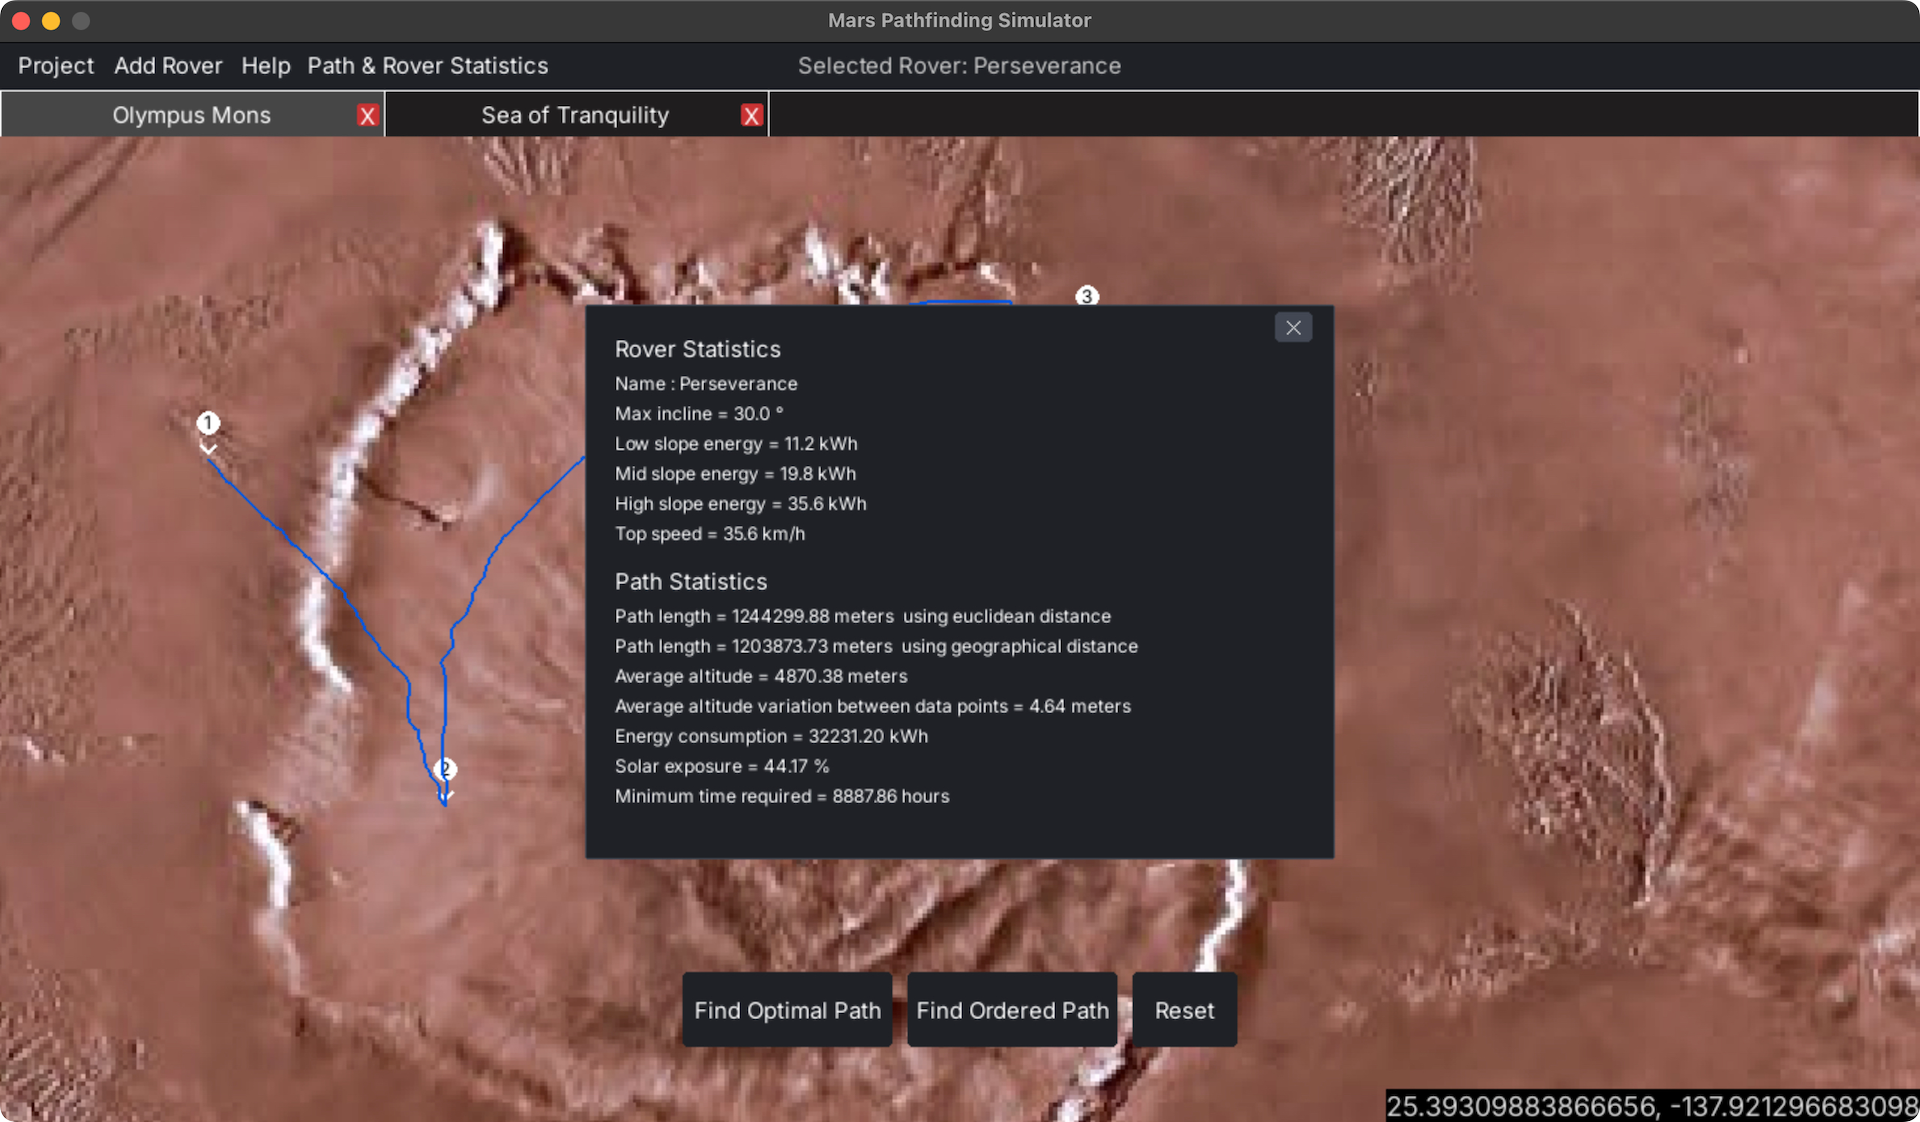 Mars Pathfinding Simulator
Project Add Rover Help Path & Rover Statistics Selected Rover: Perseverance
Olympus Mons X Sea of Tranquility X
3
Rover Statistics
Name : Perseverance
Max incline = 30.0 °
1
Low slope energy = 11.2 kWh
Mid slope energy = 19.8 kWh
High slope energy = 35.6 kWh
Top speed = 35.6 km/h
Path Statistics
Path length = 1244299.88 meters  using euclidean distance
Path length = 1203873.73 meters  using geographical distance
Average altitude = 4870.38 meters
Average altitude variation between data points = 4.64 meters
Energy consumption = 32231.20 kWh
Solar exposure = 44.17 %
2
Minimum time required = 8887.86 hours
Find Optimal Path Find Ordered Path Reset
25.39309883866656, -137.921296683098